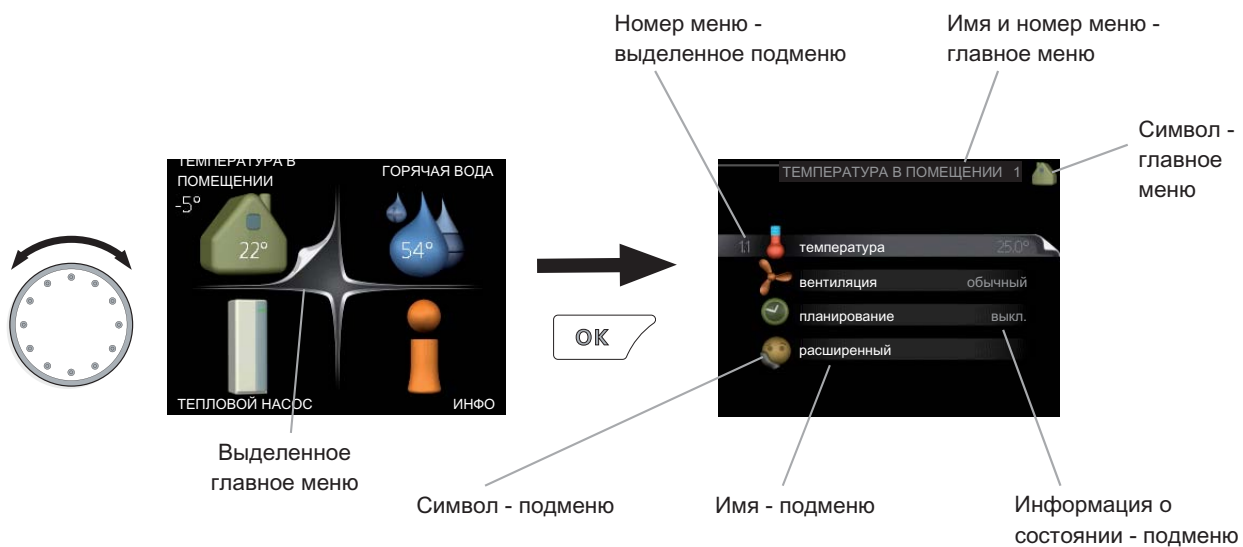 Номер меню -
выделенное подменю
Имя и номер меню -
главное меню
Символ -
главное
меню
ТЕМПЕРАТУРА В
ПОМЕЩЕНИИ
-5°
22°
ГОРЯЧАЯ ВОДА
54°
ТЕПЛОВОЙ НАСОС
ИНФО
OK
ТЕМПЕРАТУРА В ПОМЕЩЕНИИ 1
1.1 температура 25.0°
вентиляция обычный
планирование выкл.
расширенный
Выделенное
главное меню
Символ - подменю
Имя - подменю
Информация о
состоянии - подменю